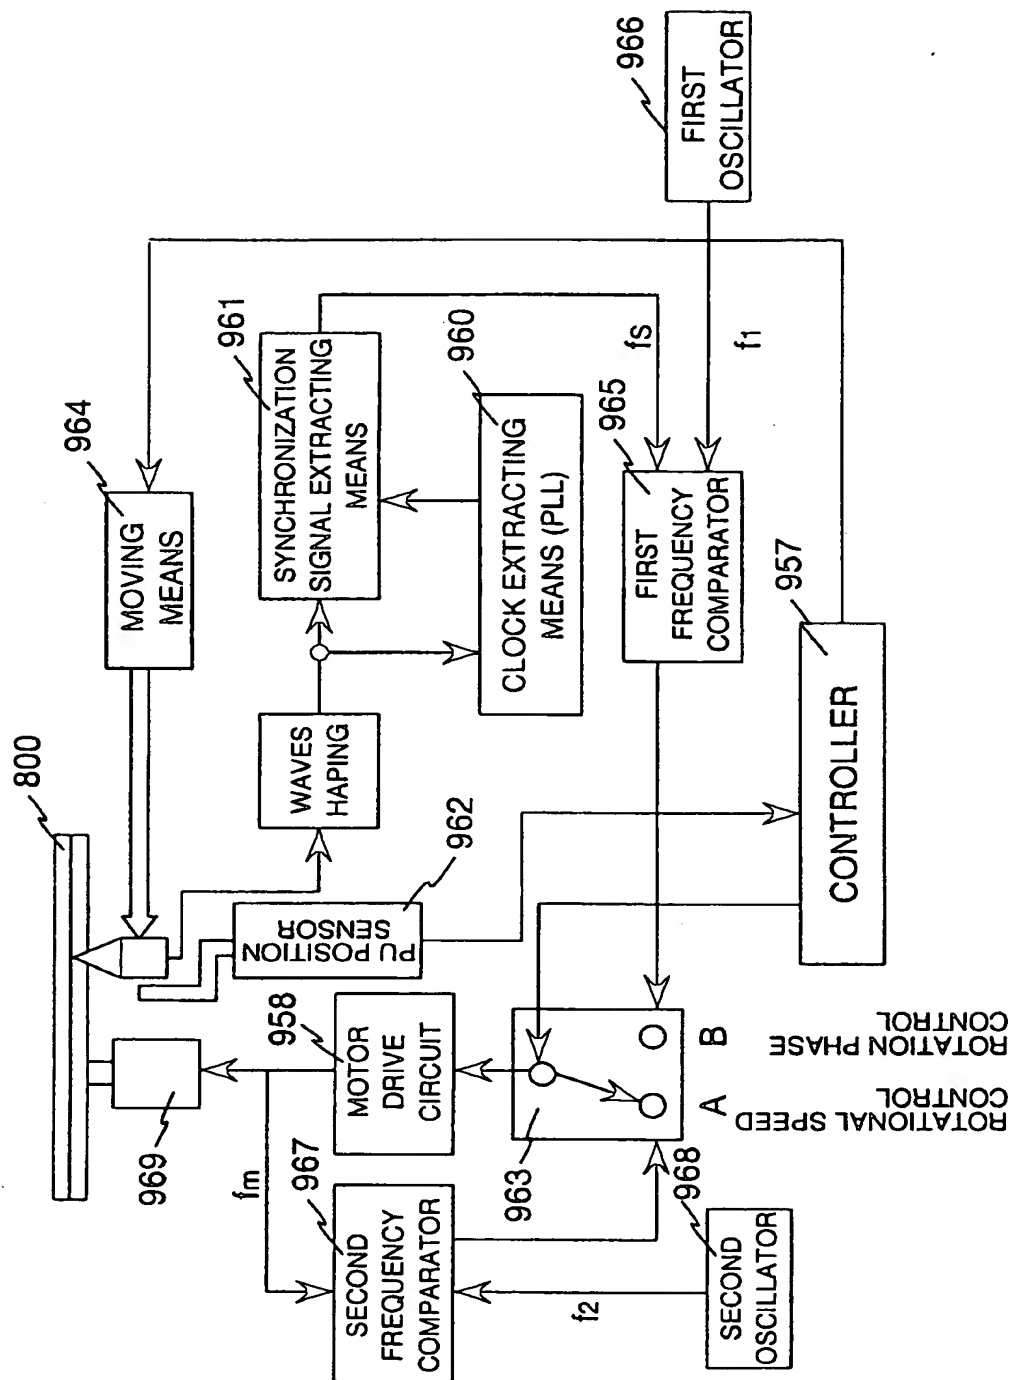 800
964
MOVING
MEANS
969
fm
958
MOTOR
DRIVE
CIRCUIT
PU POSITION
SENSOR
962
WAVES
HAPING
961
SYNCHRONIZATION
SIGNAL EXTRACTING
MEANS
960
CLOCK EXTRACTING
MEANS (PLL)
967
SECOND
FREQUENCY
COMPARATOR
f2
968
SECOND
OSCILLATOR
963
A
B
ROTATIONAL SPEED
CONTROL
ROTATION PHASE
CONTROL
965
FIRST
FREQUENCY
COMPARATOR
fs
f1
966
FIRST
OSCILLATOR
957
CONTROLLER